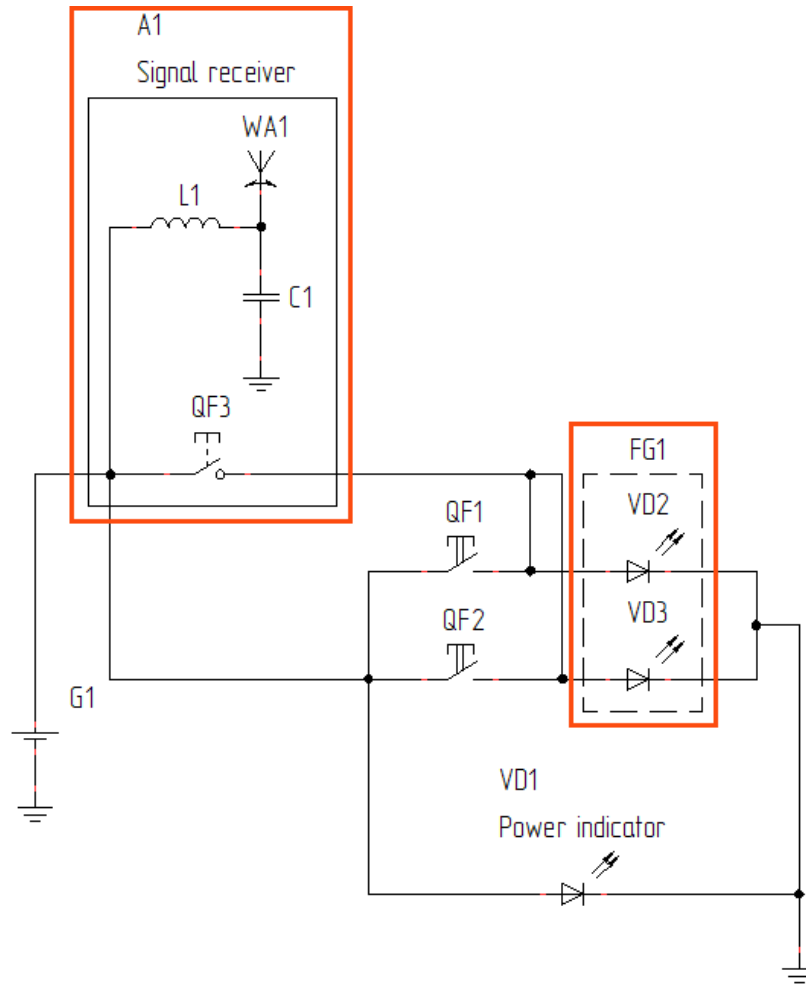 A1
Signal receiver
WA1
L1
C1
QF3
FG1
VD2
QF1
VD3
QF2
G1
VD1
Power indicator